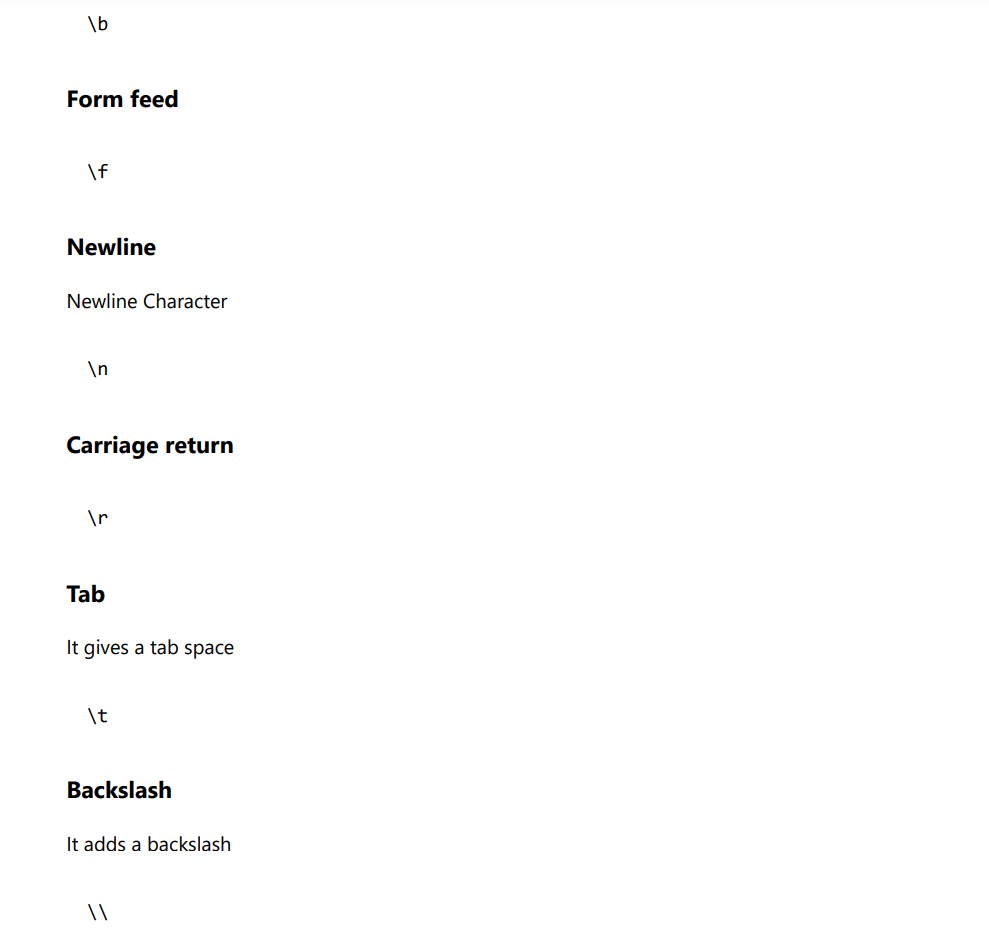 \b
Form feed
\f
Newline
Newline Character
\n
Carriage return
\r
Tab
It gives a tab space
\t
Backslash
It adds a backslash
\\